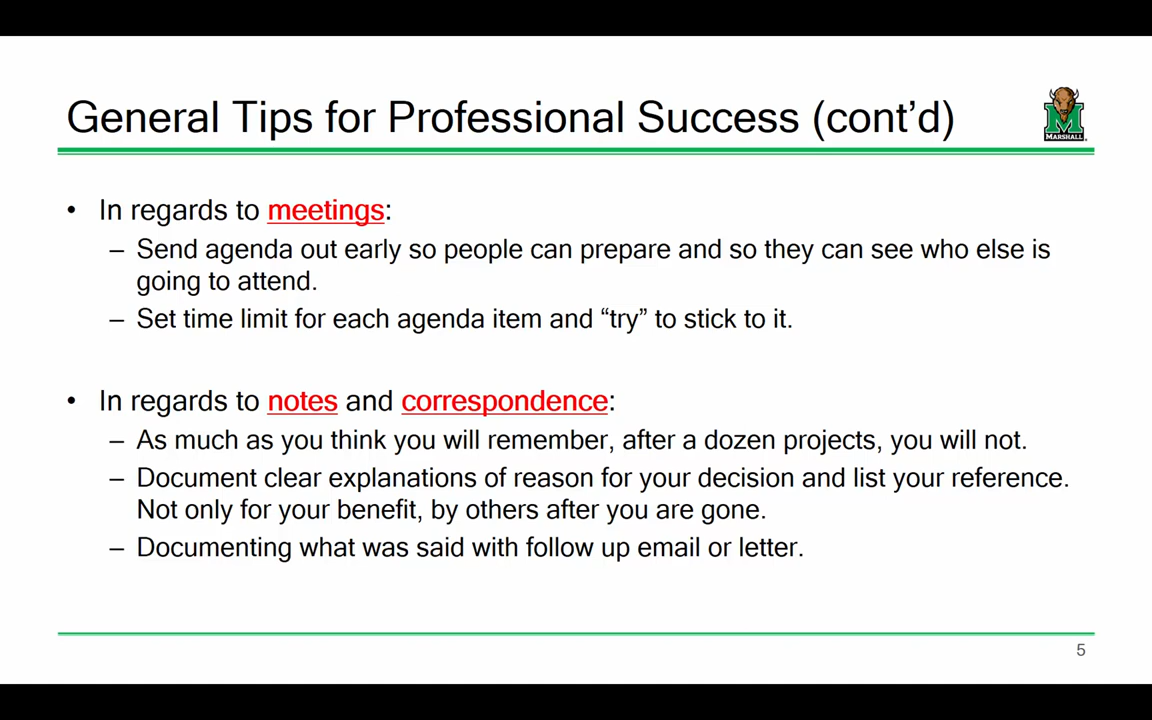 General Tips for Professional Success (cont’d)
MARSHALL
• In regards to meetings:
– Send agenda out early so people can prepare and so they can see who else is
going to attend.
– Set time limit for each agenda item and “try” to stick to it.
• In regards to notes and correspondence:
– As much as you think you will remember, after a dozen projects, you will not.
– Document clear explanations of reason for your decision and list your reference.
Not only for your benefit, by others after you are gone.
– Documenting what was said with follow up email or letter.
5